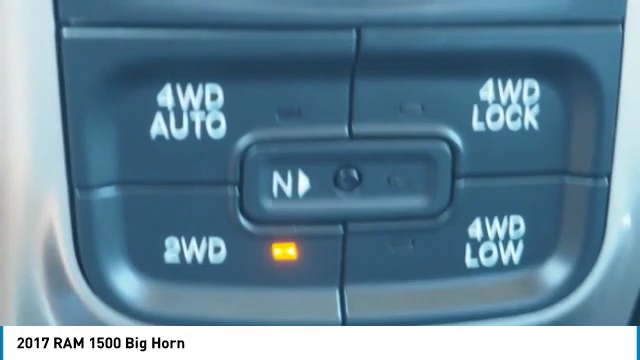 4WD
AUTO
4WD
LOCK
N
2WD
4WD
LOW
2017 RAM 1500 Big Horn